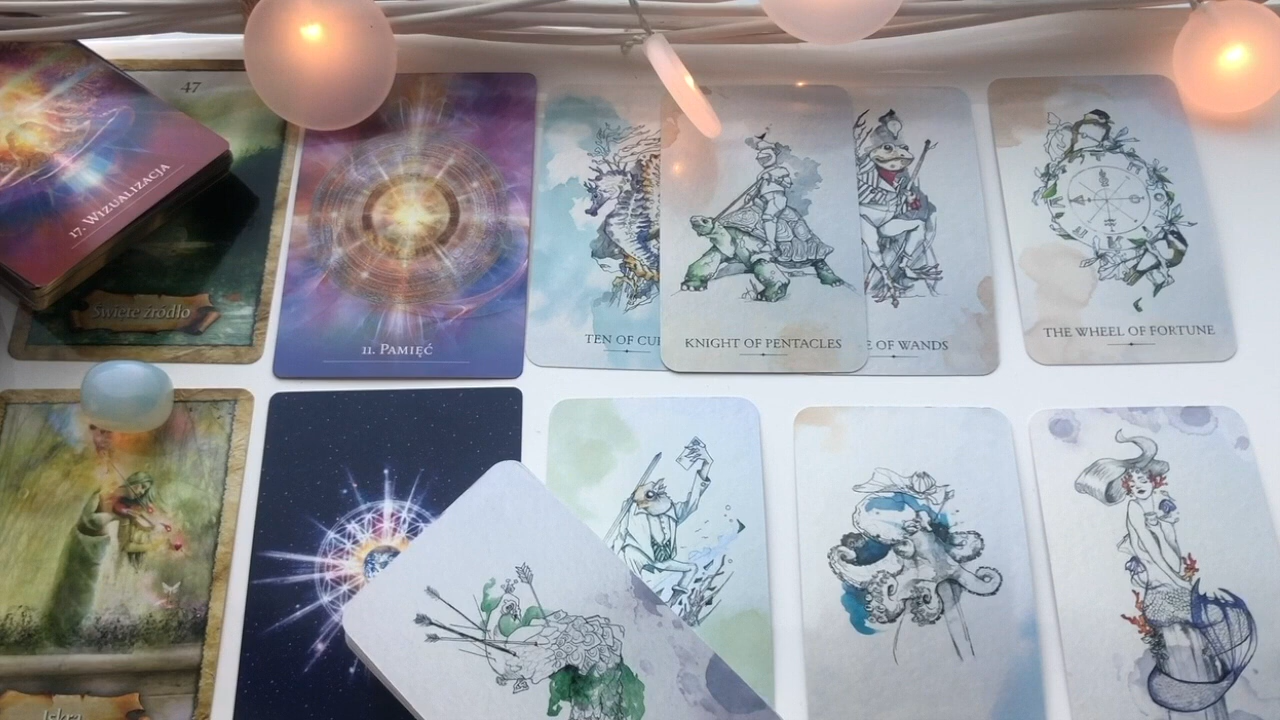 47
17. Wizualizacja
Święte źródło
11. Pamięć
TEN OF CU
KNIGHT OF PENTACLES
E OF WANDS
THE WHEEL OF FORTUNE
Iskra